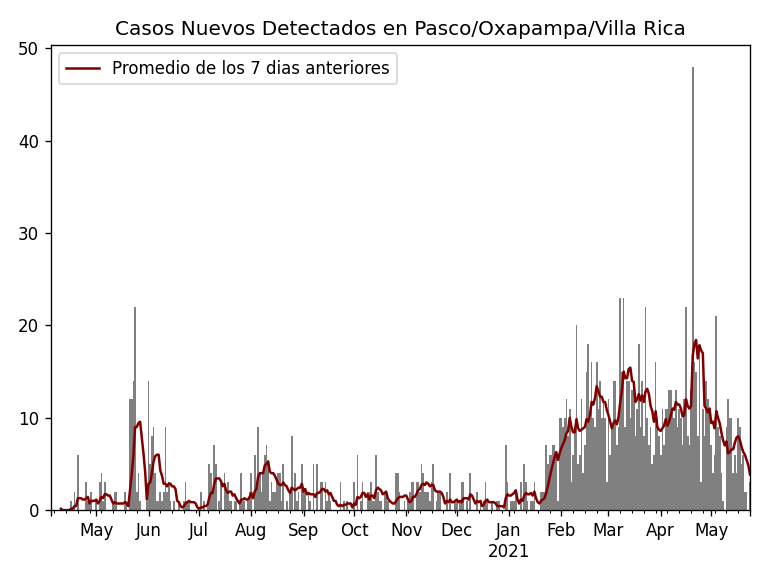 Casos Nuevos Detectados en Pasco/Oxapampa/Villa Rica
50
Promedio de los 7 dias anteriores
40
30
20
10
0
May Jun Jul Aug Sep Oct Nov Dec Jan Feb Mar Apr May
2021